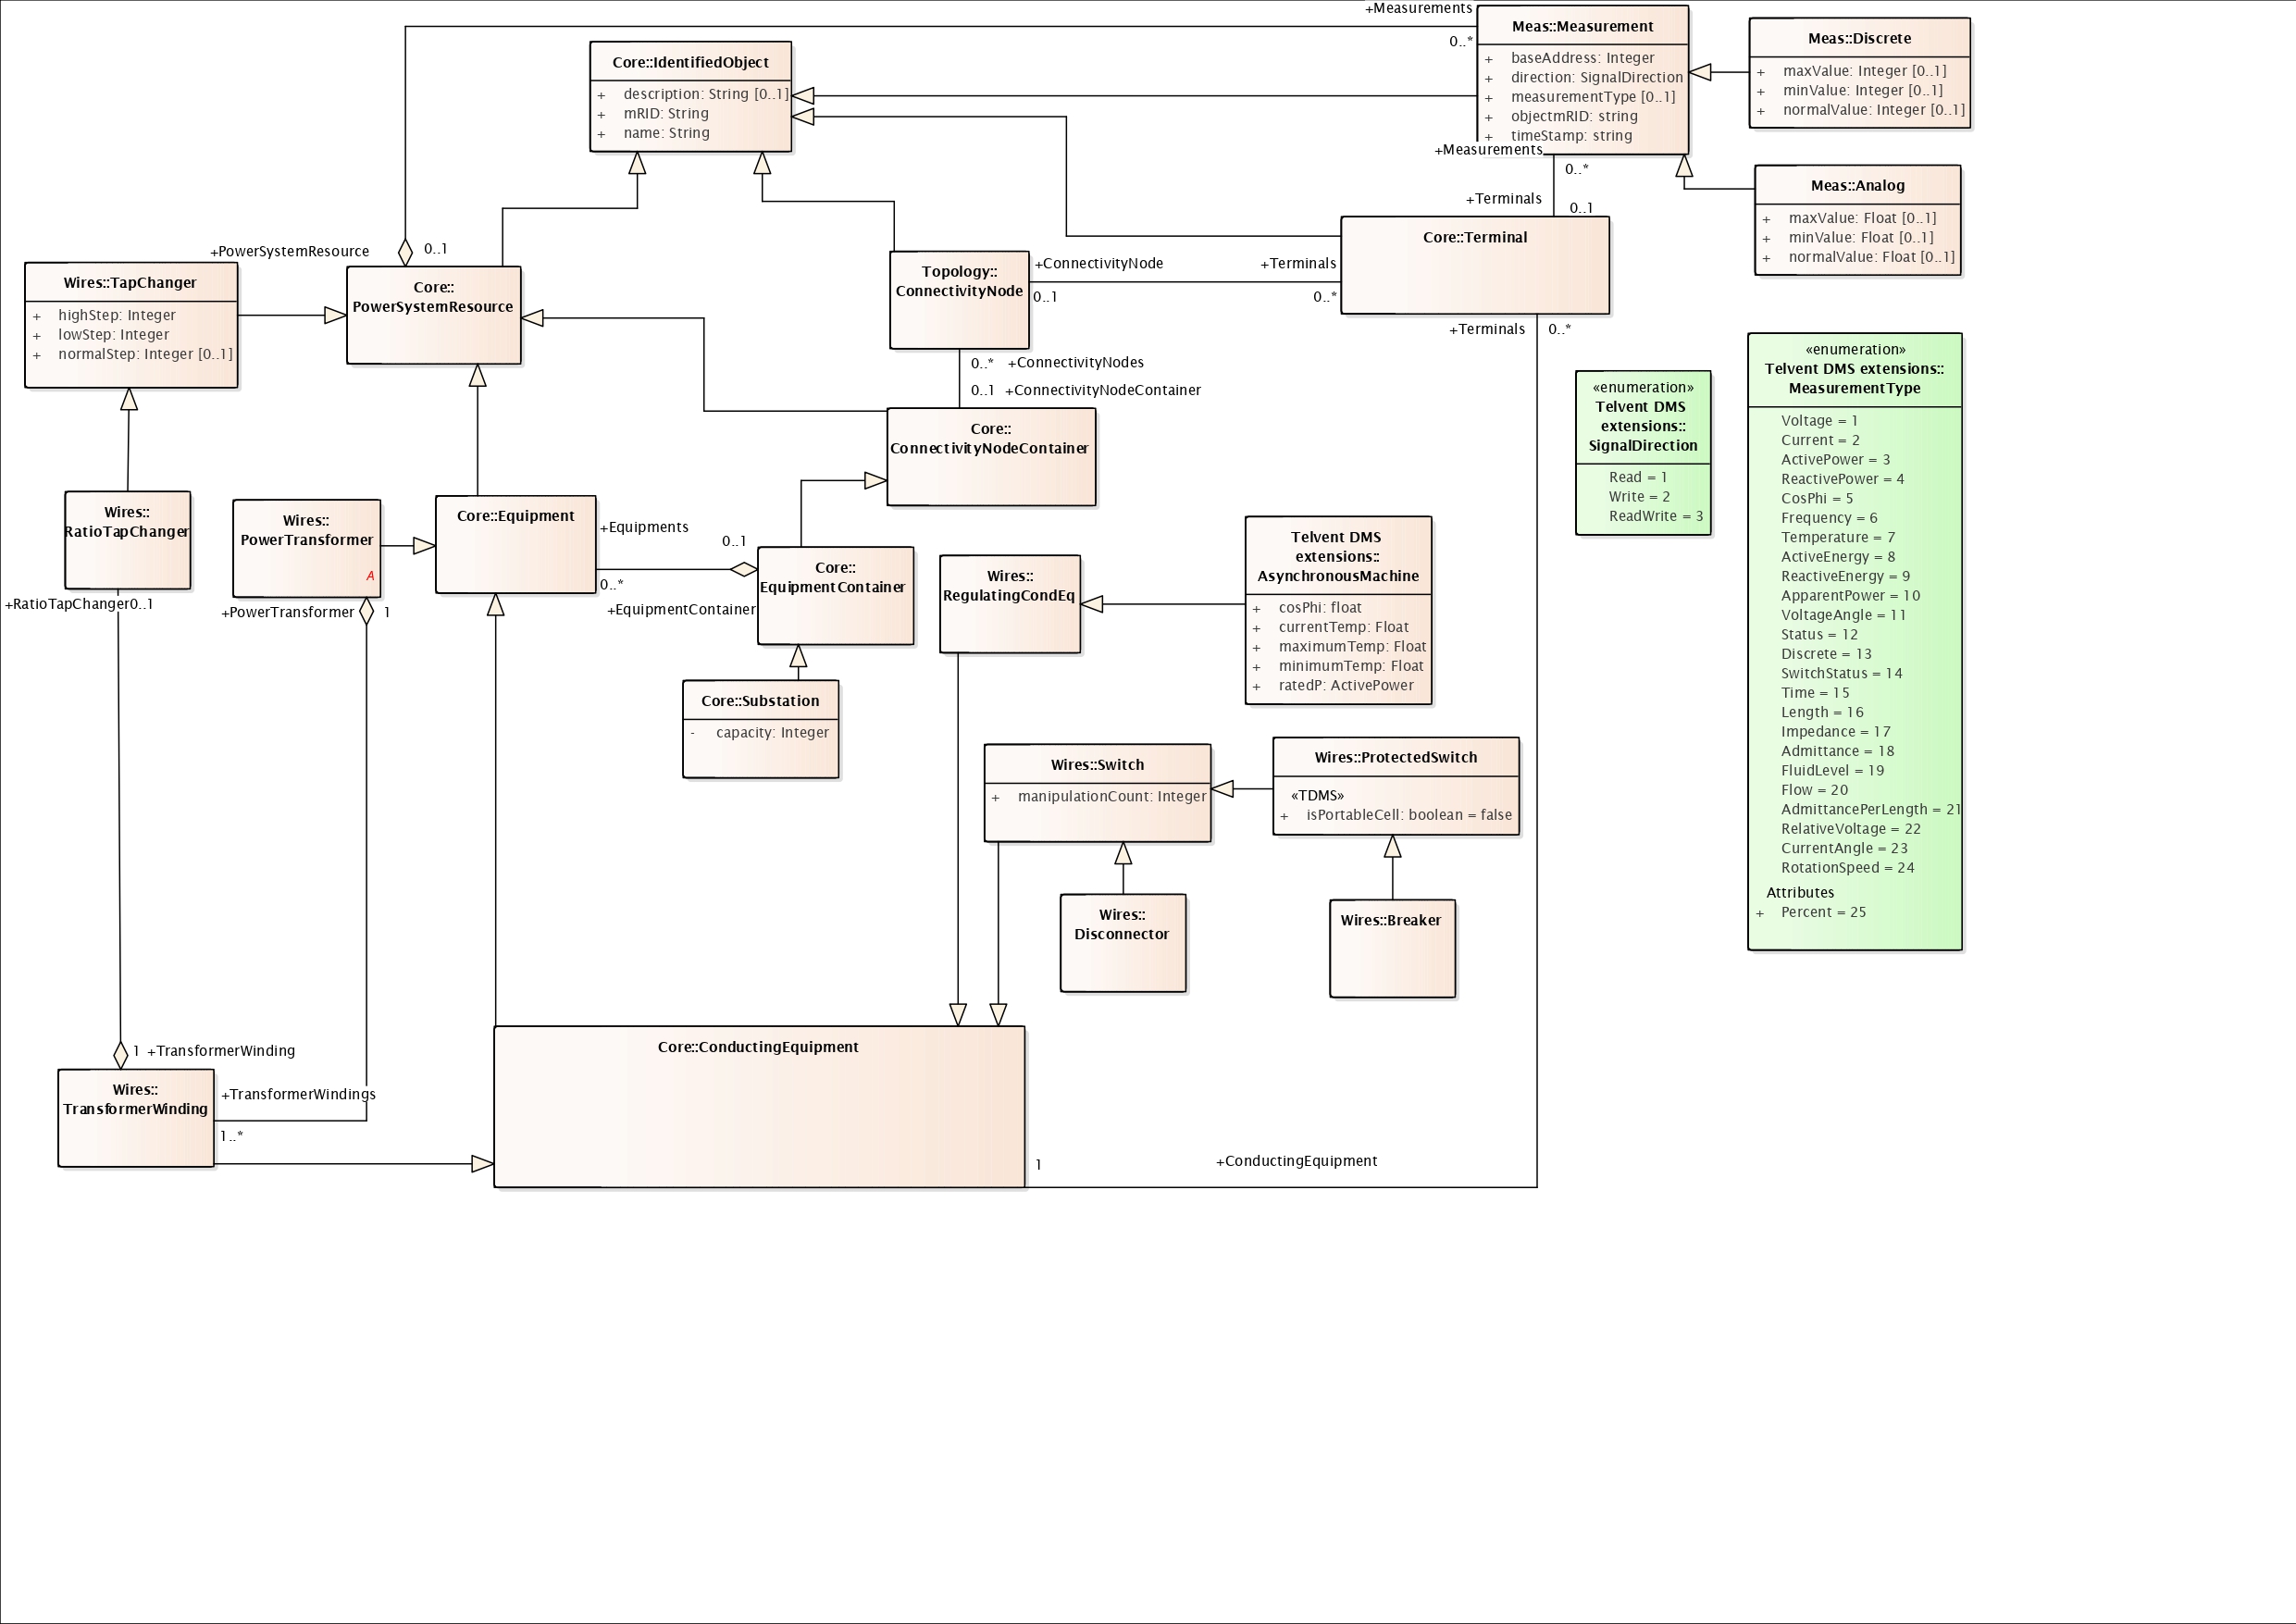 +Measurements
0..*
Meas::Measurement
+ baseAddress: Integer
+ direction: SignalDirection
+ measurementType [0..1]
+ objectmRID: string
+ timeStamp: string
+Measurements
0..*
Meas::Discrete
+ maxValue: Integer [0..1]
+ minValue: Integer [0..1]
+ normalValue: Integer [0..1]
Core::IdentifiedObject
+ description: String [0..1]
+ mRID: String
+ name: String
Meas::Analog
+ maxValue: Float [0..1]
+ minValue: Float [0..1]
+ normalValue: Float [0..1]
+Terminals
0..1
Core::Terminal
+PowerSystemResource
0..1
Wires::TapChanger
+ highStep: Integer
+ lowStep: Integer
+ normalStep: Integer [0..1]
Core::
PowerSystemResource
Topology::
ConnectivityNode
+ConnectivityNode
0..1
+Terminals
0..*
+Terminals
0..*
0..* +ConnectivityNodes
0..1 +ConnectivityNodeContainer
Core::
ConnectivityNodeContainer
«enumeration»
Telvent DMS
extensions::
SignalDirection
Read = 1
Write = 2
ReadWrite = 3
«enumeration»
Telvent DMS extensions::
MeasurementType
Voltage = 1
Current = 2
ActivePower = 3
ReactivePower = 4
CosPhi = 5
Frequency = 6
Temperature = 7
ActiveEnergy = 8
ReactiveEnergy = 9
ApparentPower = 10
VoltageAngle = 11
Status = 12
Discrete = 13
SwitchStatus = 14
Time = 15
Length = 16
Impedance = 17
Admittance = 18
FluidLevel = 19
Flow = 20
AdmittancePerLength = 21
RelativeVoltage = 22
CurrentAngle = 23
RotationSpeed = 24
Attributes
+ Percent = 25
Wires::
RatioTapChanger
+RatioTapChanger0..1
Wires::
PowerTransformer
A
+PowerTransformer
1
Core::Equipment
+Equipments
0..*
0..1
+EquipmentContainer
Core::
EquipmentContainer
Wires::
RegulatingCondEq
Telvent DMS
extensions::
AsynchronousMachine
+ cosPhi: float
+ currentTemp: Float
+ maximumTemp: Float
+ minimumTemp: Float
+ ratedP: ActivePower
Core::Substation
- capacity: Integer
Wires::Switch
+ manipulationCount: Integer
Wires::ProtectedSwitch
«TDMS»
+ isPortableCell: boolean = false
Wires::
Disconnector
Wires::Breaker
Core::ConductingEquipment
1 +TransformerWinding
Wires::
TransformerWinding
+TransformerWindings
1..*
1
+ConductingEquipment